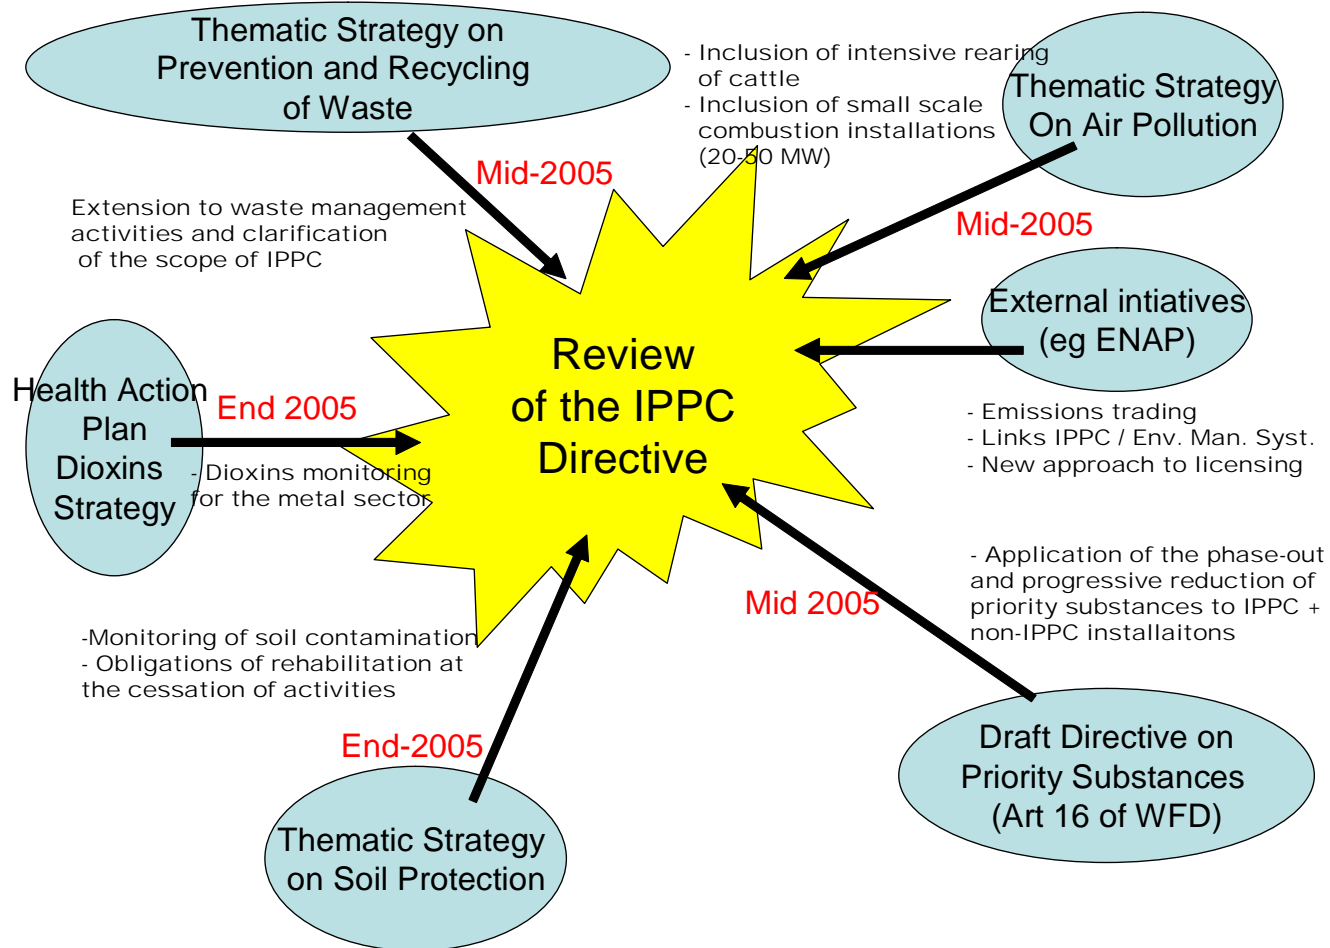 Thematic Strategy on
Prevention and Recycling
of Waste
- Inclusion of intensive rearing
of cattle
- Inclusion of small scale
combustion installations
(20-50 MW)
Thematic Strategy
On Air Pollution
Mid-2005
Mid-2005
Extension to waste management
activities and clarification
of the scope of IPPC
External intiatives
(eg ENAP)
Review
of the IPPC
Directive
Health Action
Plan
Dioxins
Strategy
End 2005
- Dioxins monitoring
for the metal sector
- Emissions trading
- Links IPPC / Env. Man. Syst.
- New approach to licensing
- Application of the phase-out
and progressive reduction of
priority substances to IPPC +
non-IPPC installaitons
Mid 2005
-Monitoring of soil contamination
- Obligations of rehabilitation at
the cessation of activities
End-2005
Draft Directive on
Priority Substances
(Art 16 of WFD)
Thematic Strategy
on Soil Protection